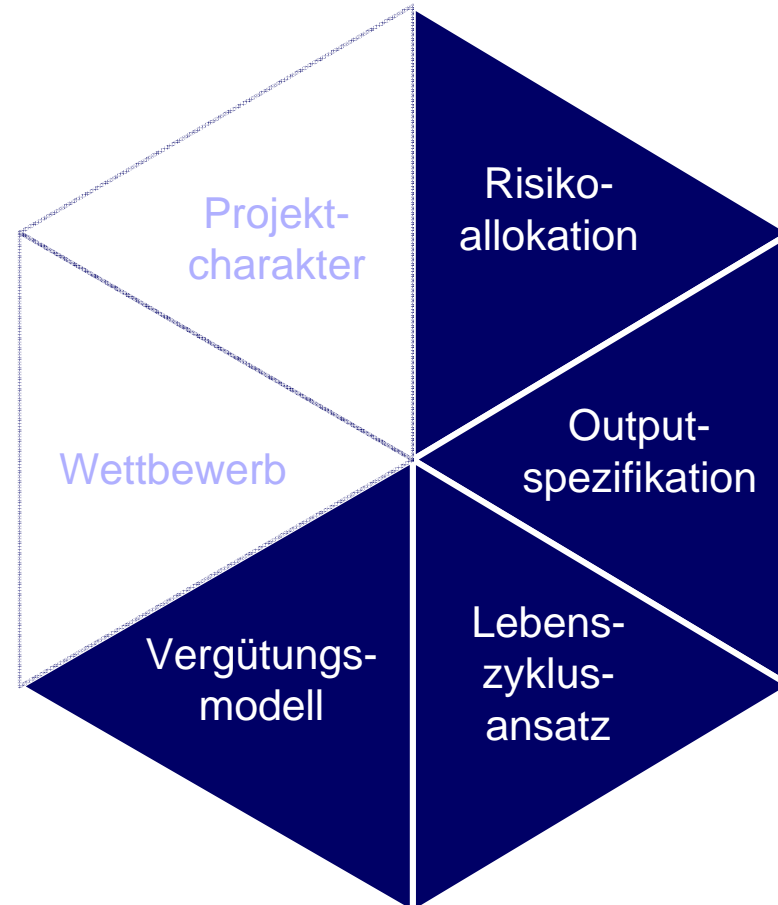 Projekt-
charakter
Risiko-
allokation
Output-
spezifikation
Lebens-
zyklus-
ansatz
Vergütungs-
modell
Wettbewerb